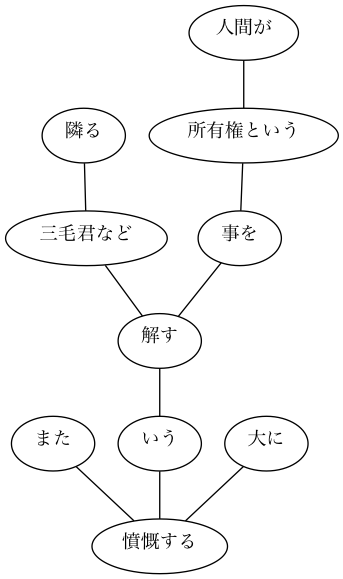 人間が
隣る
所有権という
三毛君など
事を
解す
また
いう
大に
憤慨する